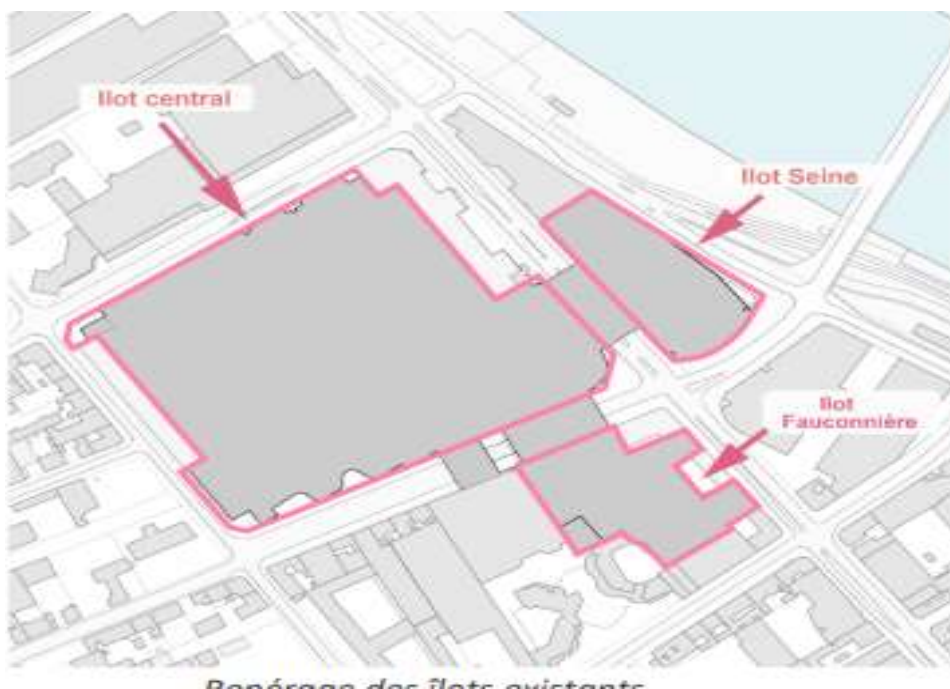 Ilot central
Ilot Seine
Ilot
Fauconnière
Repérage des îlots existants